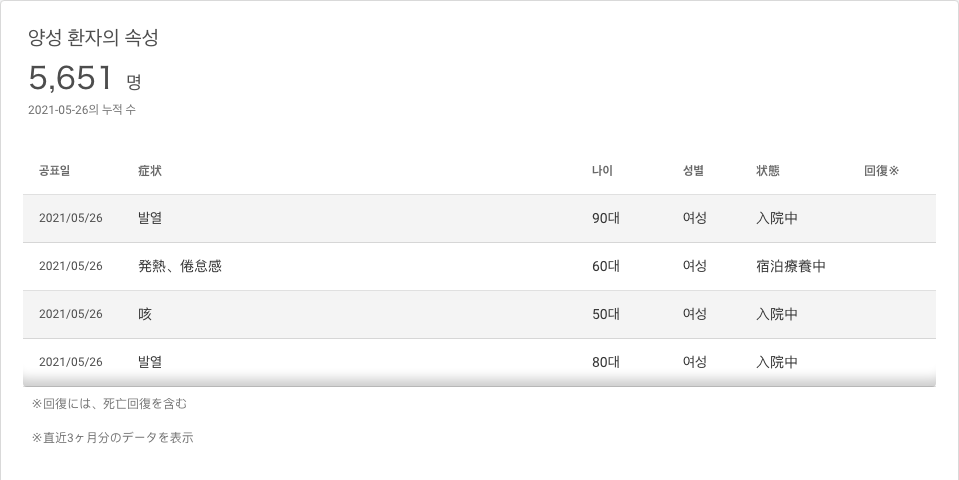 양성 환자의 속성
5,651 명
2021-05-26의 누적 수
공표일 症状 나이 성별 状態 回復※
2021/05/26 발열 90대 여성 入院中
2021/05/26 発熱、倦怠感 60대 여성 宿泊療養中
2021/05/26 咳 50대 여성 入院中
2021/05/26 발열 80대 여성 入院中
※回復には、死亡回復を含む
※直近3ヶ月分のデータを表示